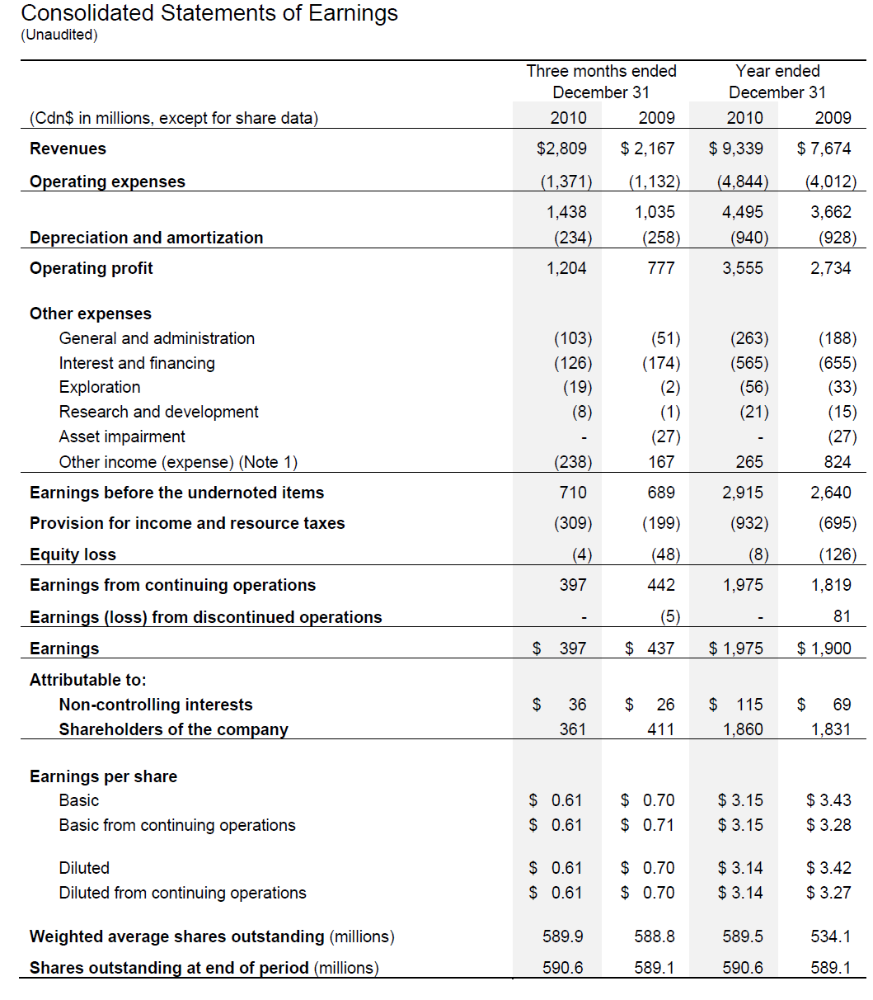 Consolidated Statements of Earnings
(Unaudited)
Three months ended Year ended
December 31 December 31
(Cdn$ in millions, except for share data) 2010 2009 2010 2009
Revenues $2,809 $ 2,167 $ 9,339 $ 7,674
Operating expenses (1,371) (1,132) (4,844) (4,012)
1,438 1,035 4,495 3,662
Depreciation and amortization (234) (258) (940) (928)
Operating profit 1,204 777 3,555 2,734
Other expenses
General and administration (103) (51) (263) (188)
Interest and financing (126) (174) (565) (655)
Exploration (19) (2) (56) (33)
Research and development (8) (1) (21) (15)
Asset impairment - (27) - (27)
Other income (expense) (Note 1) (238) 167 265 824
Earnings before the undernoted items 710 689 2,915 2,640
Provision for income and resource taxes (309) (199) (932) (695)
Equity loss (4) (48) (8) (126)
Earnings from continuing operations 397 442 1,975 1,819
Earnings (loss) from discontinued operations - (5) - 81
Earnings $ 397 $ 437 $ 1,975 $ 1,900
Attributable to:
Non-controlling interests $ 36 $ 26 $ 115 $ 69
Shareholders of the company 361 411 1,860 1,831
Earnings per share
Basic $ 0.61 $ 0.70 $ 3.15 $ 3.43
Basic from continuing operations $ 0.61 $ 0.71 $ 3.15 $ 3.28
Diluted $ 0.61 $ 0.70 $ 3.14 $ 3.42
Diluted from continuing operations $ 0.61 $ 0.70 $ 3.14 $ 3.27
Weighted average shares outstanding (millions) 589.9 588.8 589.5 534.1
Shares outstanding at end of period (millions) 590.6 589.1 590.6 589.1